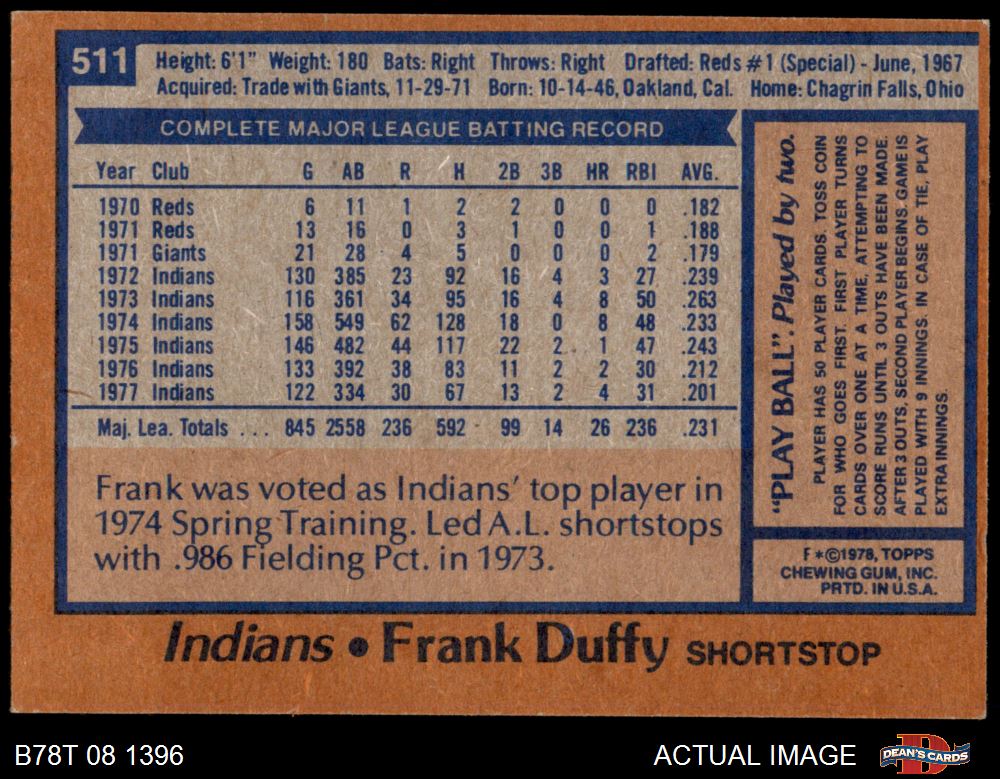 511
Height: 6'1" Weight: 180 Bats: Right Throws: Right Drafted: Reds #1 (Special) - June, 1967
Acquired: Trade with Giants, 11-29-71 Born: 10-14-46, Oakland, Cal. Home: Chagrin Falls, Ohio
COMPLETE MAJOR LEAGUE BATTING RECORD
Year Club G AB R H 2B 3B HR RBI AVG.
1970 Reds 6 11 1 2 2 0 0 0 .182
1971 Reds 13 16 0 3 1 0 0 1 .188
1971 Giants 21 28 4 5 0 0 0 2 .179
1972 Indians 130 385 23 92 16 4 3 27 .239
1973 Indians 116 361 34 95 16 4 8 50 .263
1974 Indians 158 549 62 128 18 0 8 48 .233
1975 Indians 146 482 44 117 22 2 1 47 .243
1976 Indians 133 392 38 83 11 2 2 30 .212
1977 Indians 122 334 30 67 13 2 4 31 .201
Maj. Lea. Totals ... 845 2558 236 592 99 14 26 236 .231
Frank was voted as Indians' top player in
1974 Spring Training. Led A.L. shortstops
with .986 Fielding Pct. in 1973.
"PLAY BALL". Played by two.
PLAYER HAS 50 PLAYER CARDS. TOSS COIN
FOR WHO GOES FIRST. FIRST PLAYER TURNS
CARDS OVER ONE AT A TIME, ATTEMPTING TO
SCORE RUNS UNTIL 3 OUTS HAVE BEEN MADE.
AFTER 3 OUTS, SECOND PLAYER BEGINS. GAME IS
PLAYED WITH 9 INNINGS. IN CASE OF TIE, PLAY
EXTRA INNINGS.
F*©1978, TOPPS
CHEWING GUM, INC.
PRTD. IN U.S.A.
Indians • Frank Duffy SHORTSTOP
B78T 08 1396
ACTUAL IMAGE
D
DEAN'S CARDS